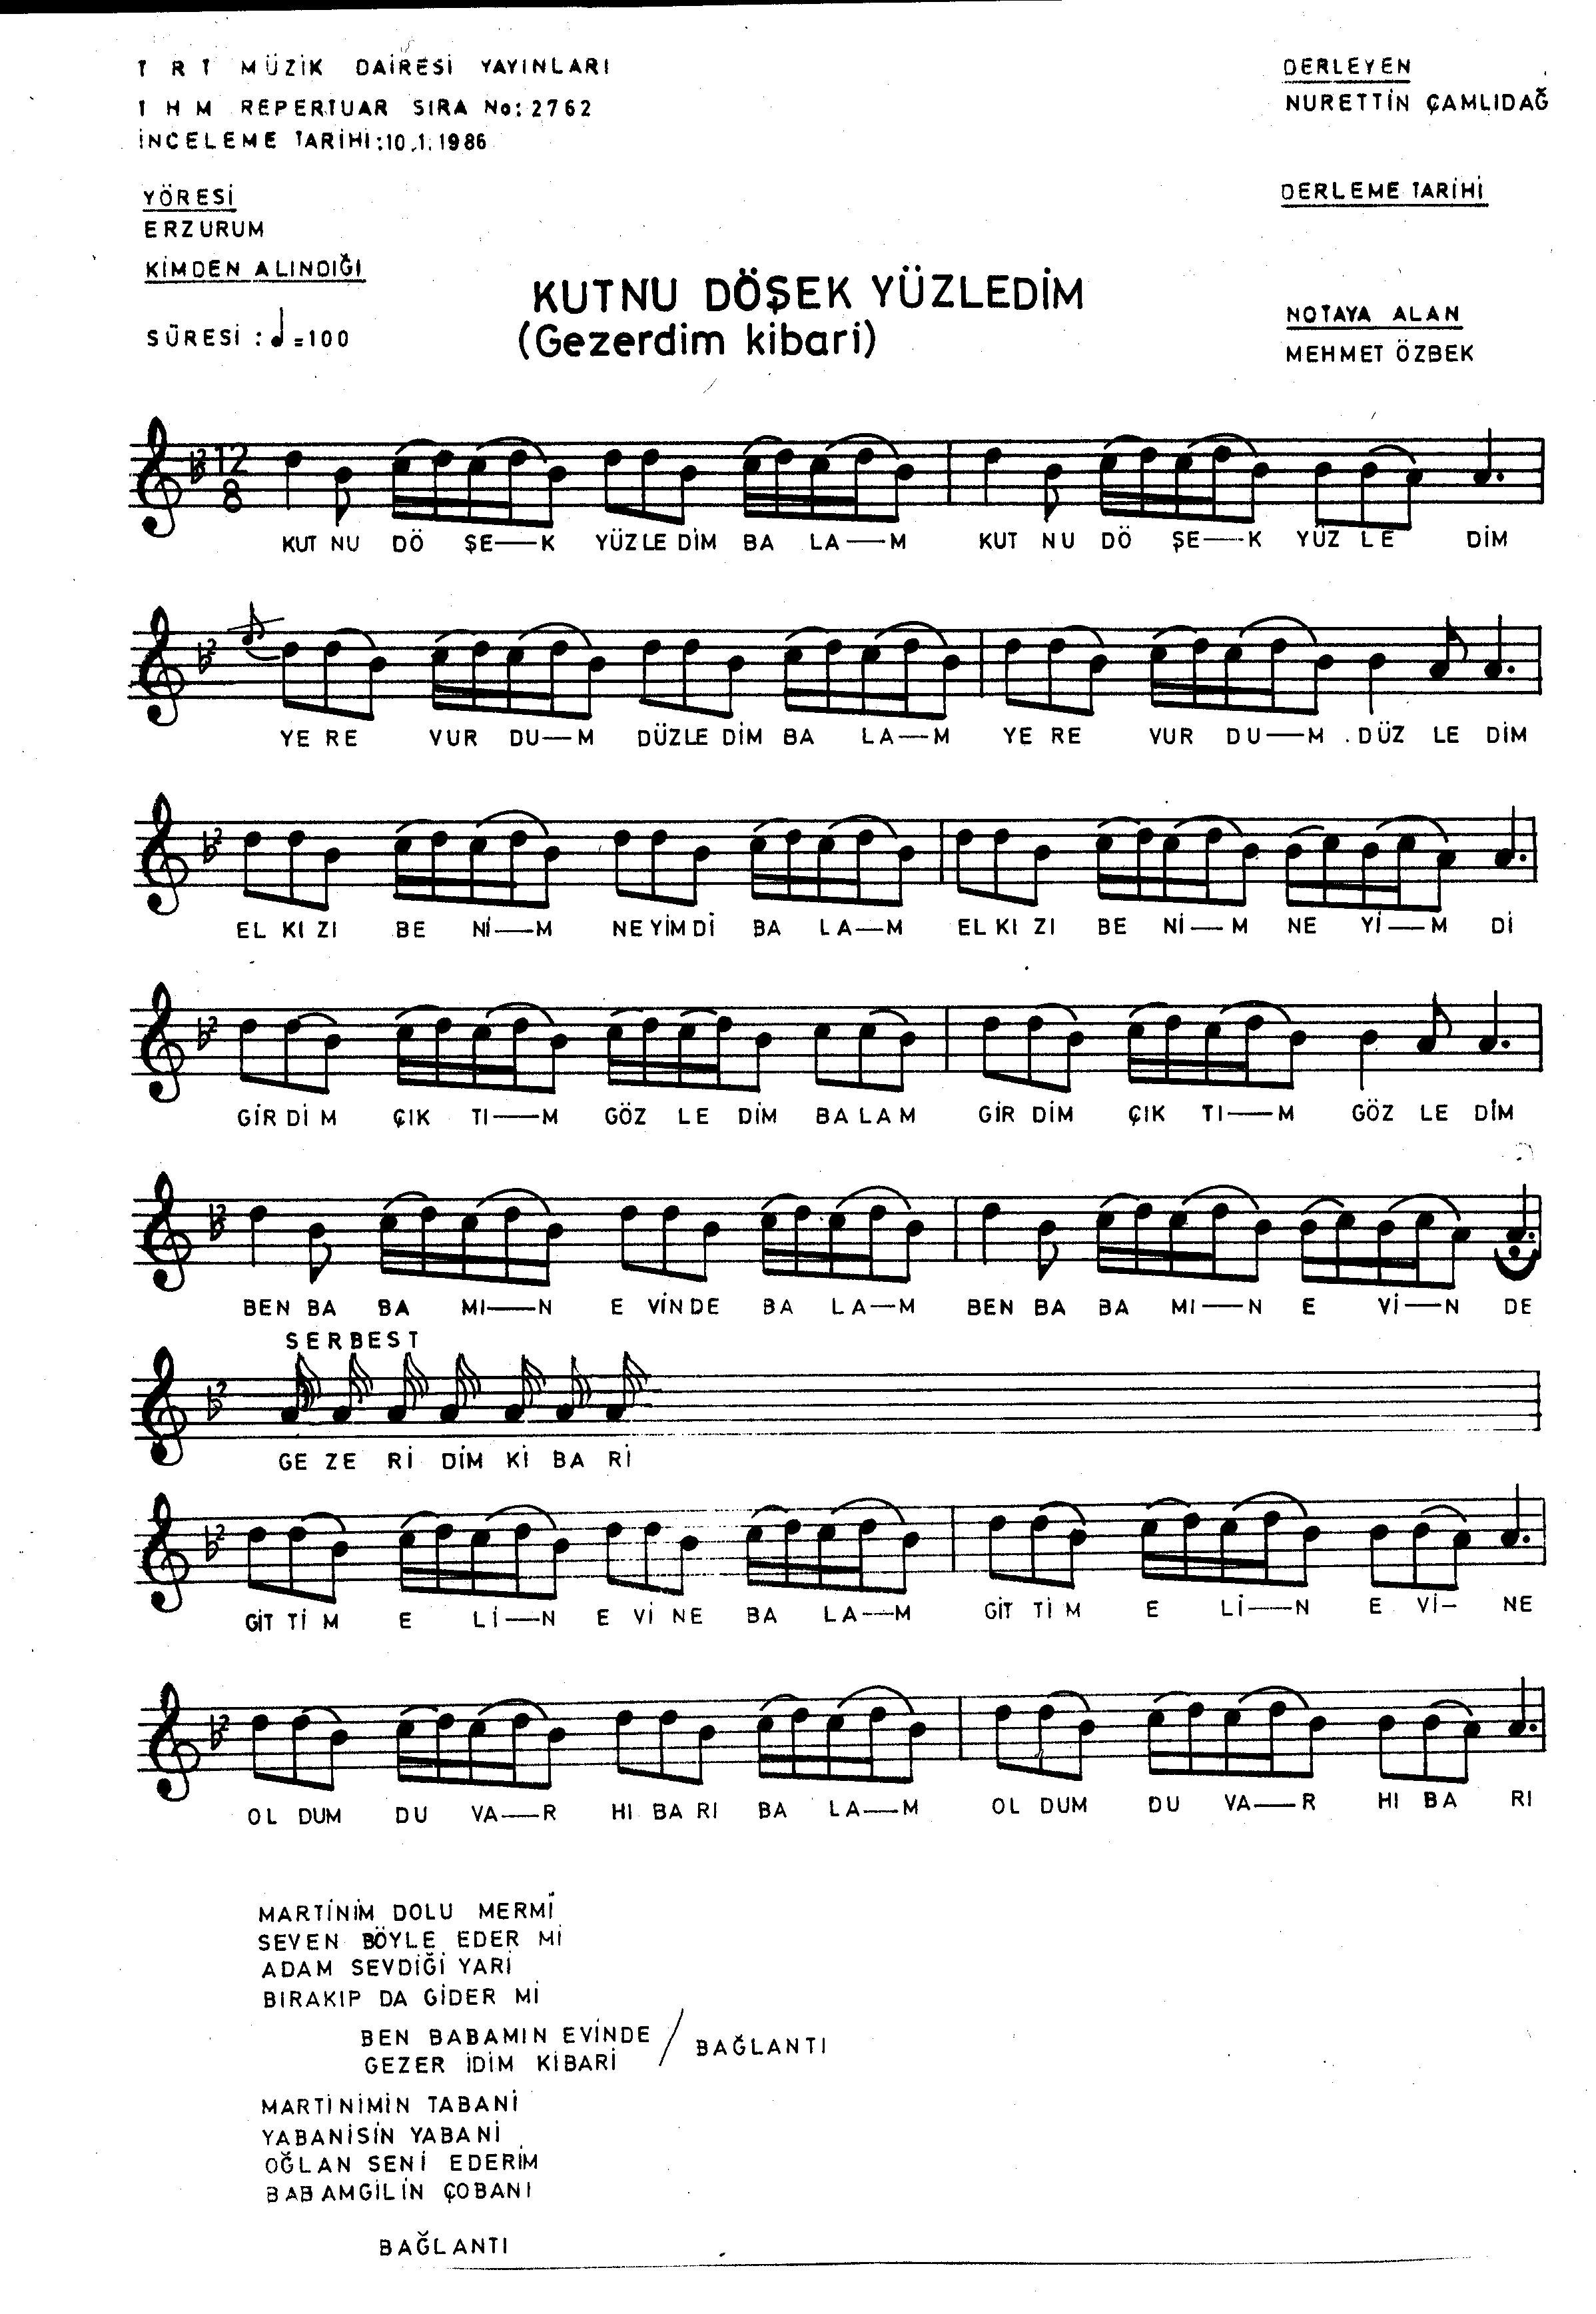 T R T MÜZİK DAİRESİ YAYINLARI
T H M REPERTUAR SIRA No: 2762
İNCELEME TARİHİ: 10.1.1986
DERLEYEN
NURETTİN ÇAMLIDAĞ
YÖRESİ
ERZURUM
DERLEME TARİHİ
KİMDEN ALINDIĞI
KUTNU DÖŞEK YÜZLEDİM
(Gezerdim kibari)
SÜRESİ : =100
NOTAYA ALAN
MEHMET ÖZBEK
12
8
KUT NU DÖ ŞE—K YÜZ LE DİM BA LA—M KUT NU DÖ ŞE—K YÜZ LE DİM
YE RE VUR DU—M DÜZ LE DİM BA LA—M YE RE VUR DU—M DÜZ LE DİM
EL KI ZI BE Nİ—M NE YİM Dİ BA LA—M EL KI ZI BE Nİ—M NE Yİ—M Dİ
GİR Dİ M ÇIK TI—M GÖZ LE DİM BA LA M GİR DİM ÇIK TI—M GÖZ LE DİM
BEN BA BA MI—N E VİN DE BA LA—M BEN BA BA MI—N E Vİ—N DE
SERBEST
GE ZE Rİ DİM Kİ BA Rİ
GİT Tİ M E Lİ—N E Vİ NE BA LA—M GİT Tİ M E Lİ—N E Vİ— NE
OL DUM DU VA—R HI BA RI BA LA—M OL DUM DU VA—R HI BA RI
MARTİNİM DOLU MERMİ
SEVEN BÖYLE EDER Mİ
ADAM SEVDİĞİ YARİ
BIRAKIP DA GİDER Mİ
BEN BABAMIN EVİNDE
GEZER İDİM KİBARİ / BAĞLANTI
MARTİNİMİN TABANİ
YABANİSİN YABANİ
OĞLAN SENİ EDERİM
BABAMGİLİN ÇOBANI
BAĞLANTI